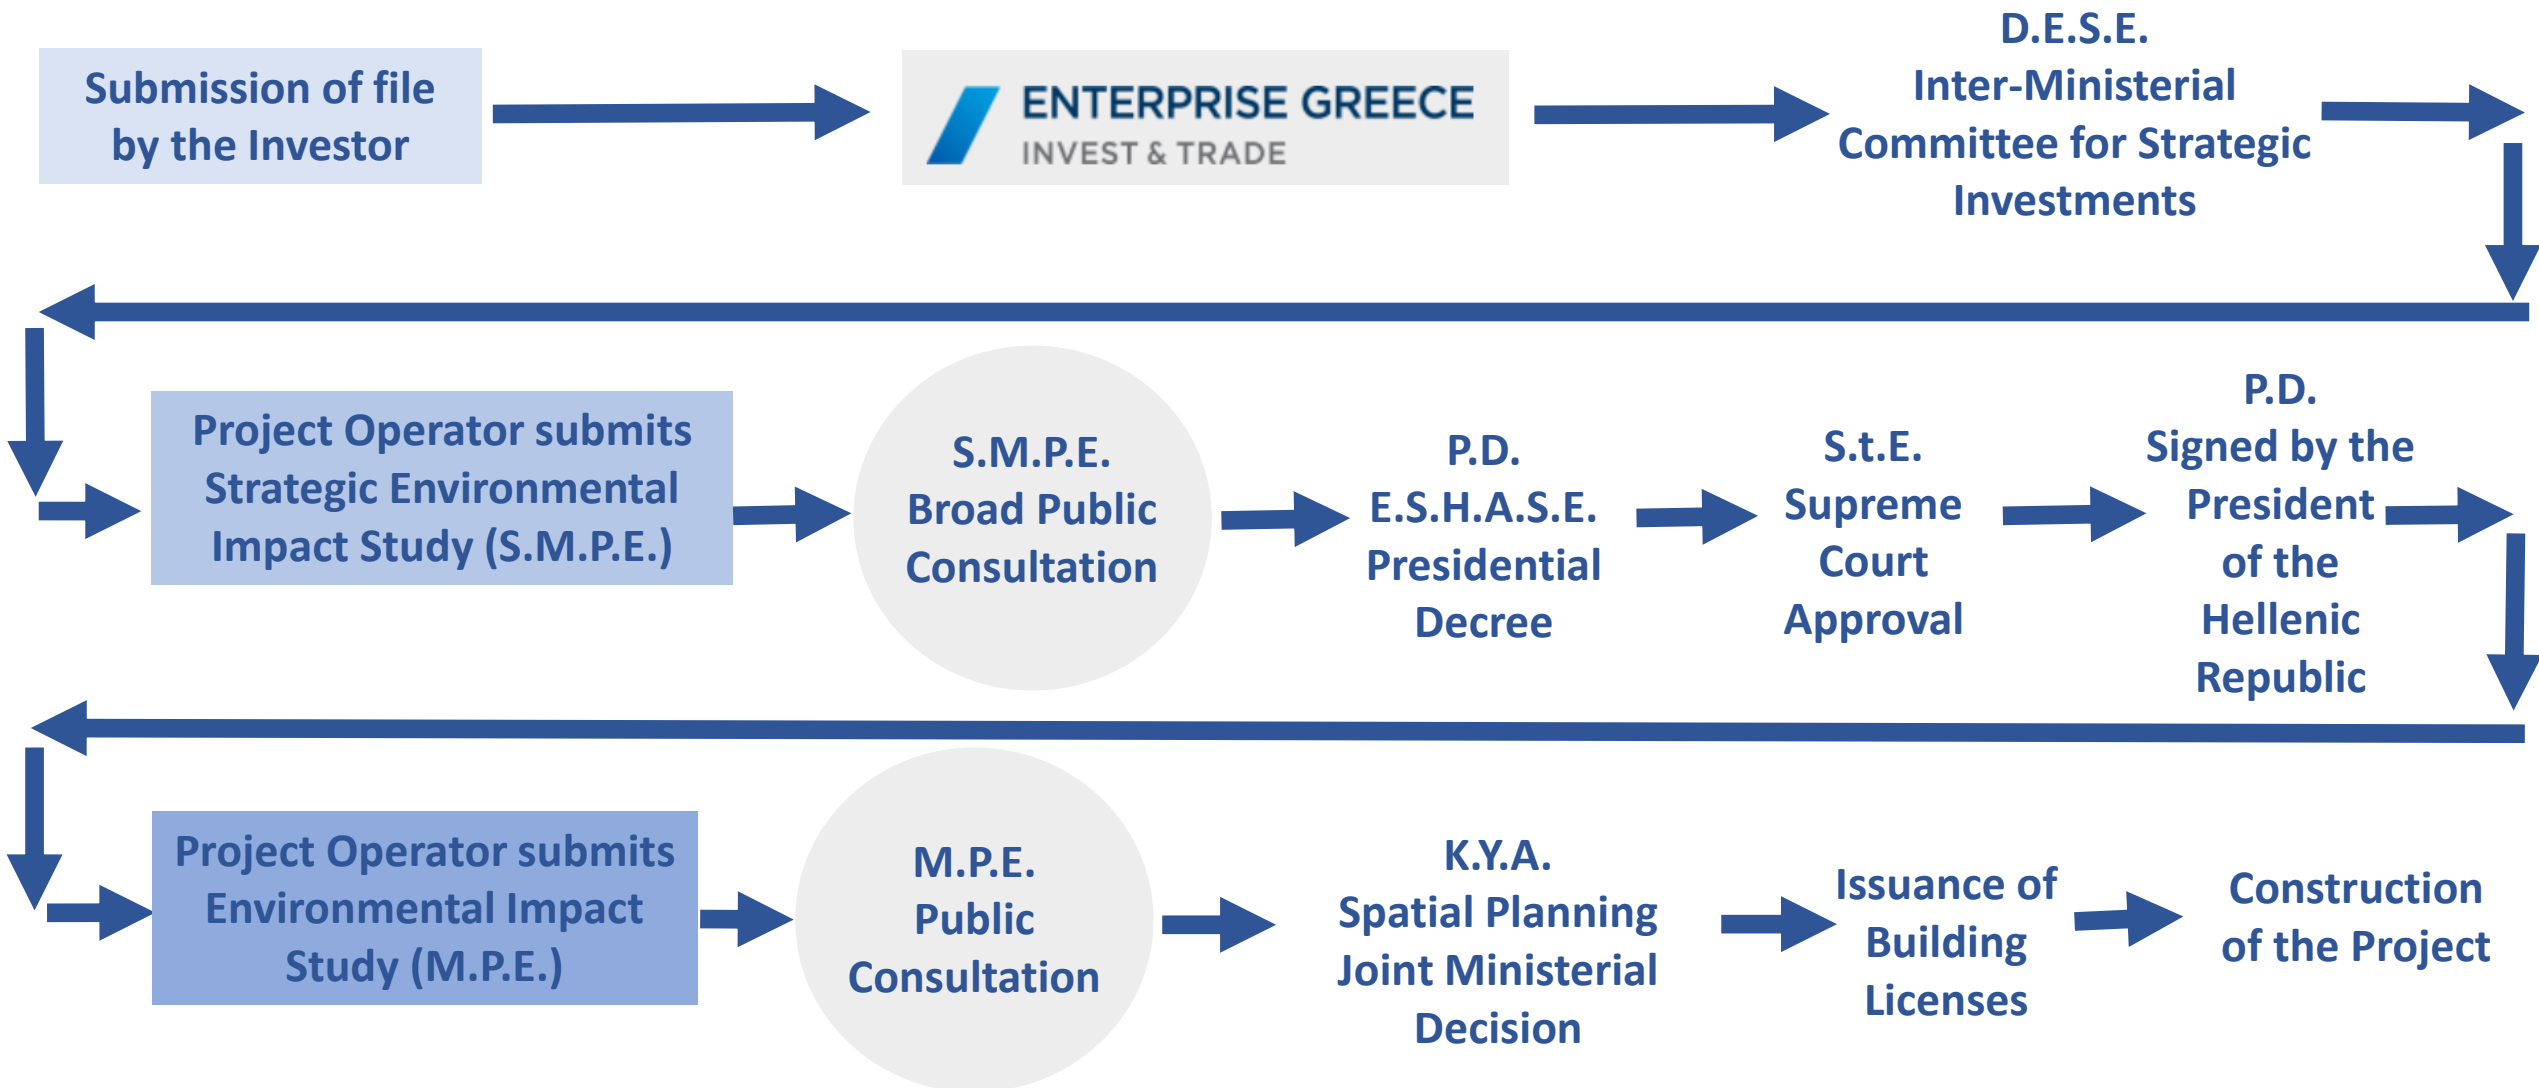 Submission of file
by the Investor
ENTERPRISE GREECE
INVEST & TRADE
D.E.S.E.
Inter-Ministerial
Committee for Strategic
Investments
Project Operator submits
Strategic Environmental
Impact Study (S.M.P.E.)
S.M.P.E.
Broad Public
Consultation
P.D.
E.S.H.A.S.E.
Presidential
Decree
S.t.E.
Supreme
Court
Approval
P.D.
Signed by the
President
of the
Hellenic
Republic
Project Operator submits
Environmental Impact
Study (M.P.E.)
M.P.E.
Public
Consultation
K.Y.A.
Spatial Planning
Joint Ministerial
Decision
Issuance of
Building
Licenses
Construction
of the Project